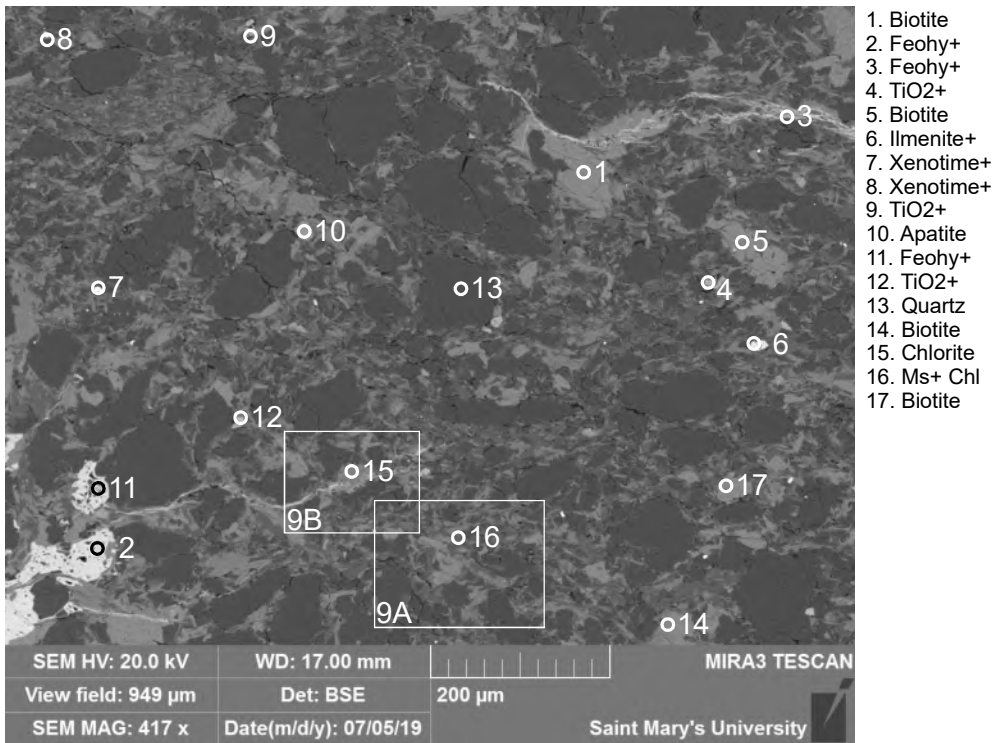 8
9
3
1
10
5
7
13
4
6
12
15
11
17
9B
16
2
9A
14
1. Biotite
2. Feohy+
3. Feohy+
4. TiO2+
5. Biotite
6. Ilmenite+
7. Xenotime+
8. Xenotime+
9. TiO2+
10. Apatite
11. Feohy+
12. TiO2+
13. Quartz
14. Biotite
15. Chlorite
16. Ms+ Chl
17. Biotite
SEM HV: 20.0 kV WD: 17.00 mm MIRA3 TESCAN
View field: 949 µm Det: BSE 200 µm
SEM MAG: 417 x Date(m/d/y): 07/05/19 Saint Mary's University